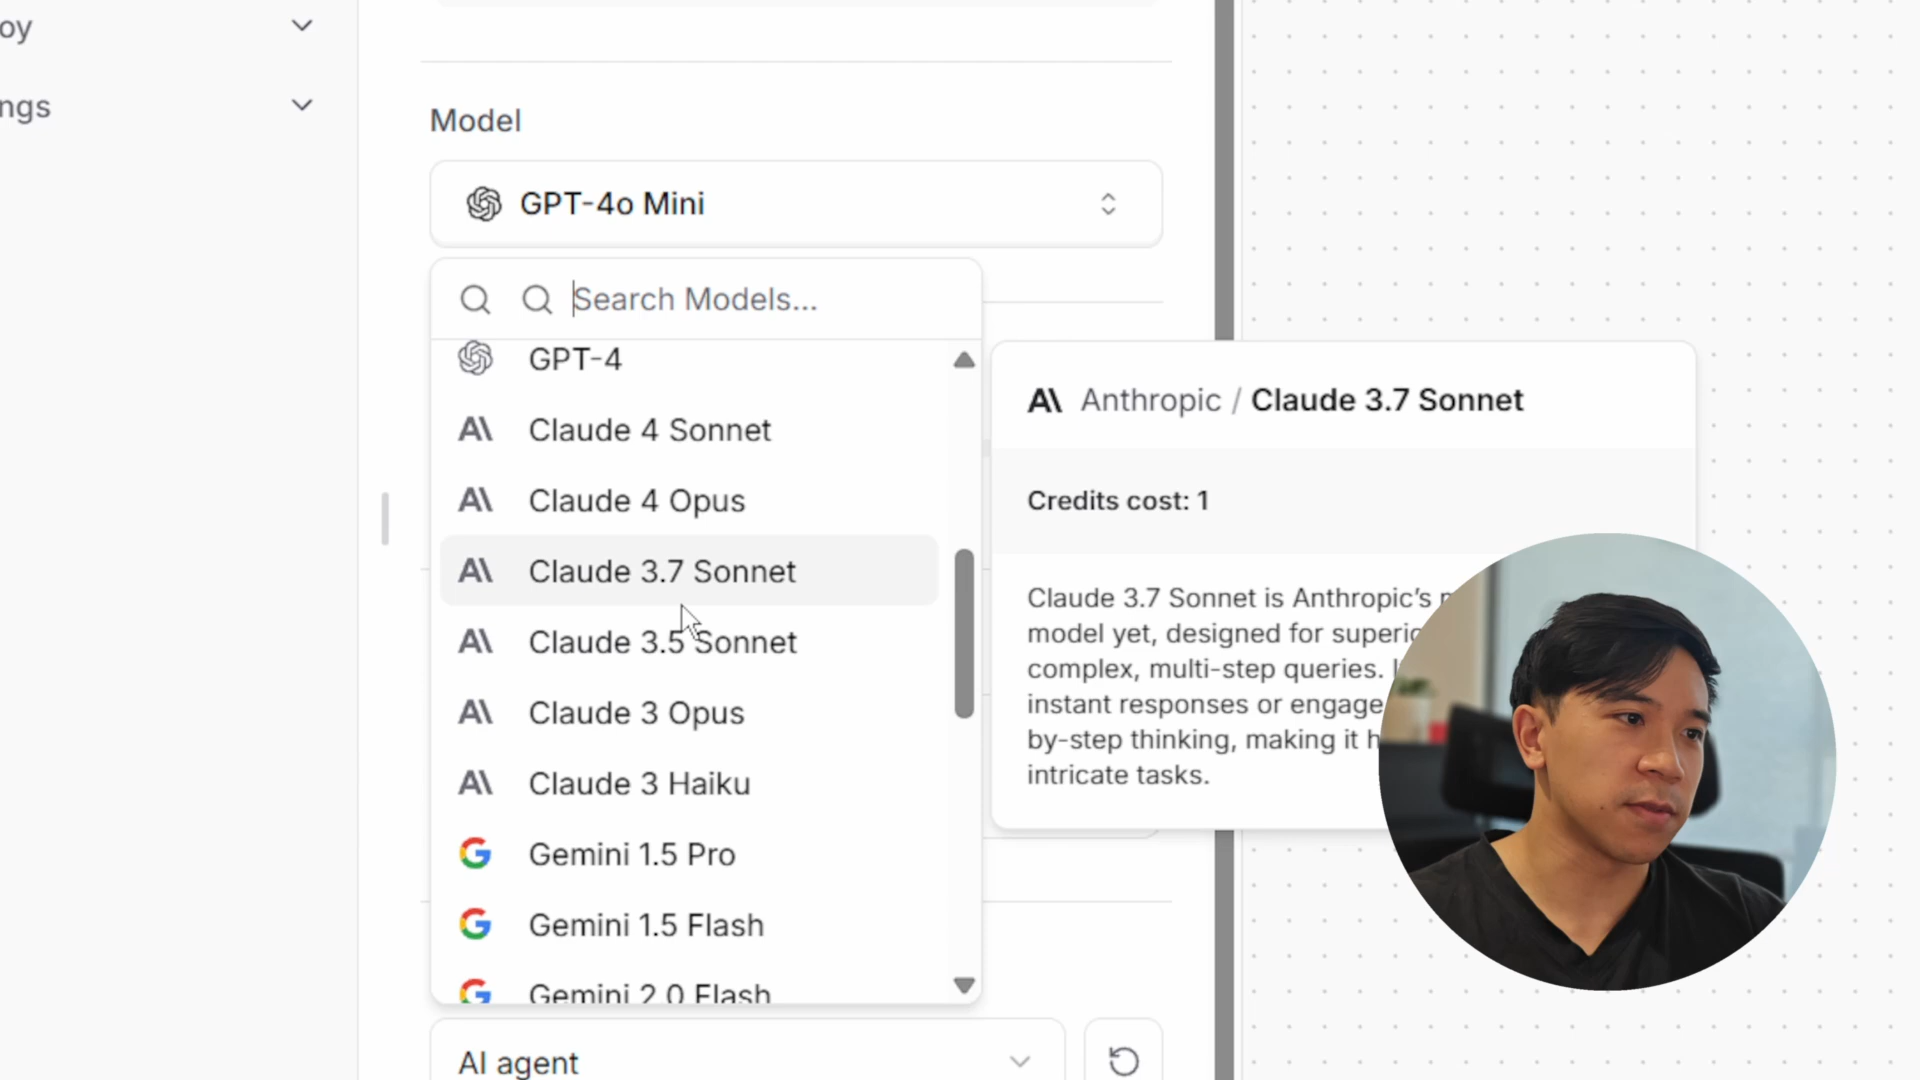 oy
ngs
Model
GPT-4o Mini
Search Models...
GPT-4
Claude 4 Sonnet
Claude 4 Opus
Claude 3.7 Sonnet
Claude 3.5 Sonnet
Claude 3 Opus
Claude 3 Haiku
Gemini 1.5 Pro
Gemini 1.5 Flash
Gemini 2.0 Flash
AI agent
Anthropic / Claude 3.7 Sonnet
Credits cost: 1
Claude 3.7 Sonnet is Anthropic's
model yet, designed for
complex, multi-step queries.
instant responses or engage
by-step thinking, making it
intricate tasks.